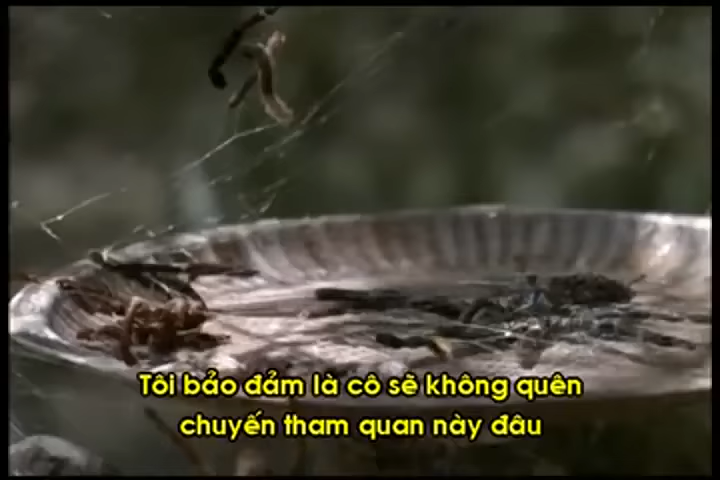 Tôi bảo đảm là cô sẽ không quên
chuyến tham quan này đâu